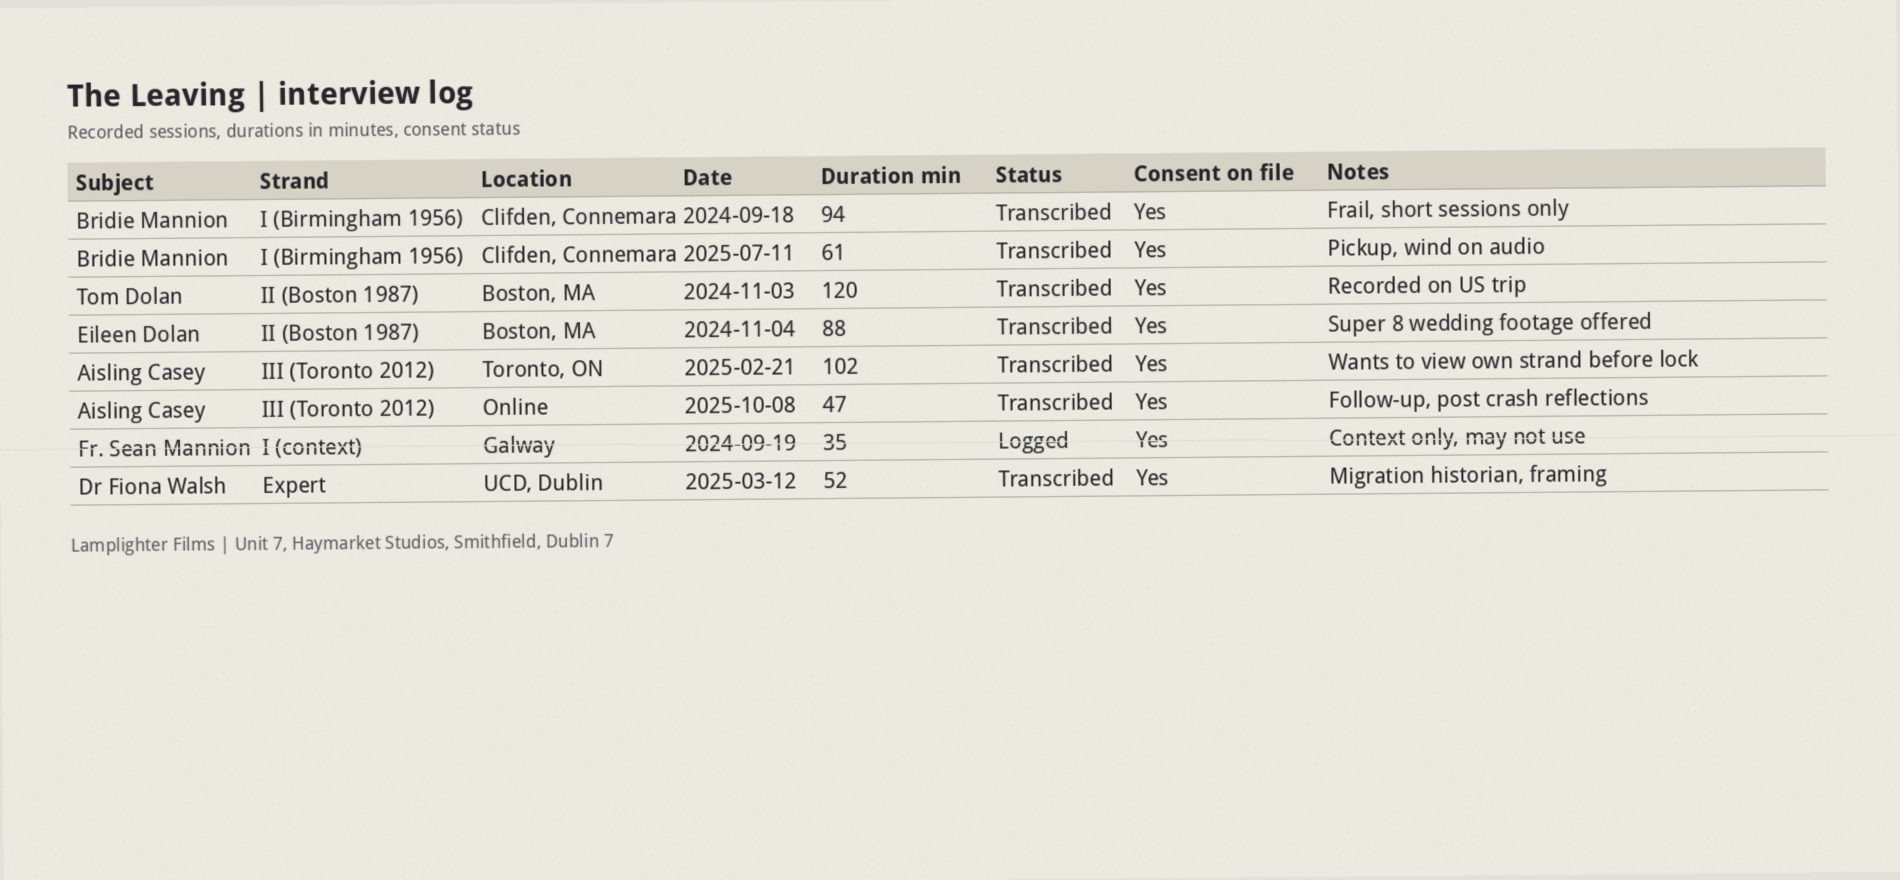 The Leaving | interview log
Recorded sessions, durations in minutes, consent status
Subject Strand Location Date Duration min Status Consent on file Notes
Bridie Mannion I (Birmingham 1956) Clifden, Connemara 2024-09-18 94 Transcribed Yes Frail, short sessions only
Bridie Mannion I (Birmingham 1956) Clifden, Connemara 2025-07-11 61 Transcribed Yes Pickup, wind on audio
Tom Dolan II (Boston 1987) Boston, MA 2024-11-03 120 Transcribed Yes Recorded on US trip
Eileen Dolan II (Boston 1987) Boston, MA 2024-11-04 88 Transcribed Yes Super 8 wedding footage offered
Aisling Casey III (Toronto 2012) Toronto, ON 2025-02-21 102 Transcribed Yes Wants to view own strand before lock
Aisling Casey III (Toronto 2012) Online 2025-10-08 47 Transcribed Yes Follow-up, post crash reflections
Fr. Sean Mannion I (context) Galway 2024-09-19 35 Logged Yes Context only, may not use
Dr Fiona Walsh Expert UCD, Dublin 2025-03-12 52 Transcribed Yes Migration historian, framing
Lamplighter Films | Unit 7, Haymarket Studios, Smithfield, Dublin 7